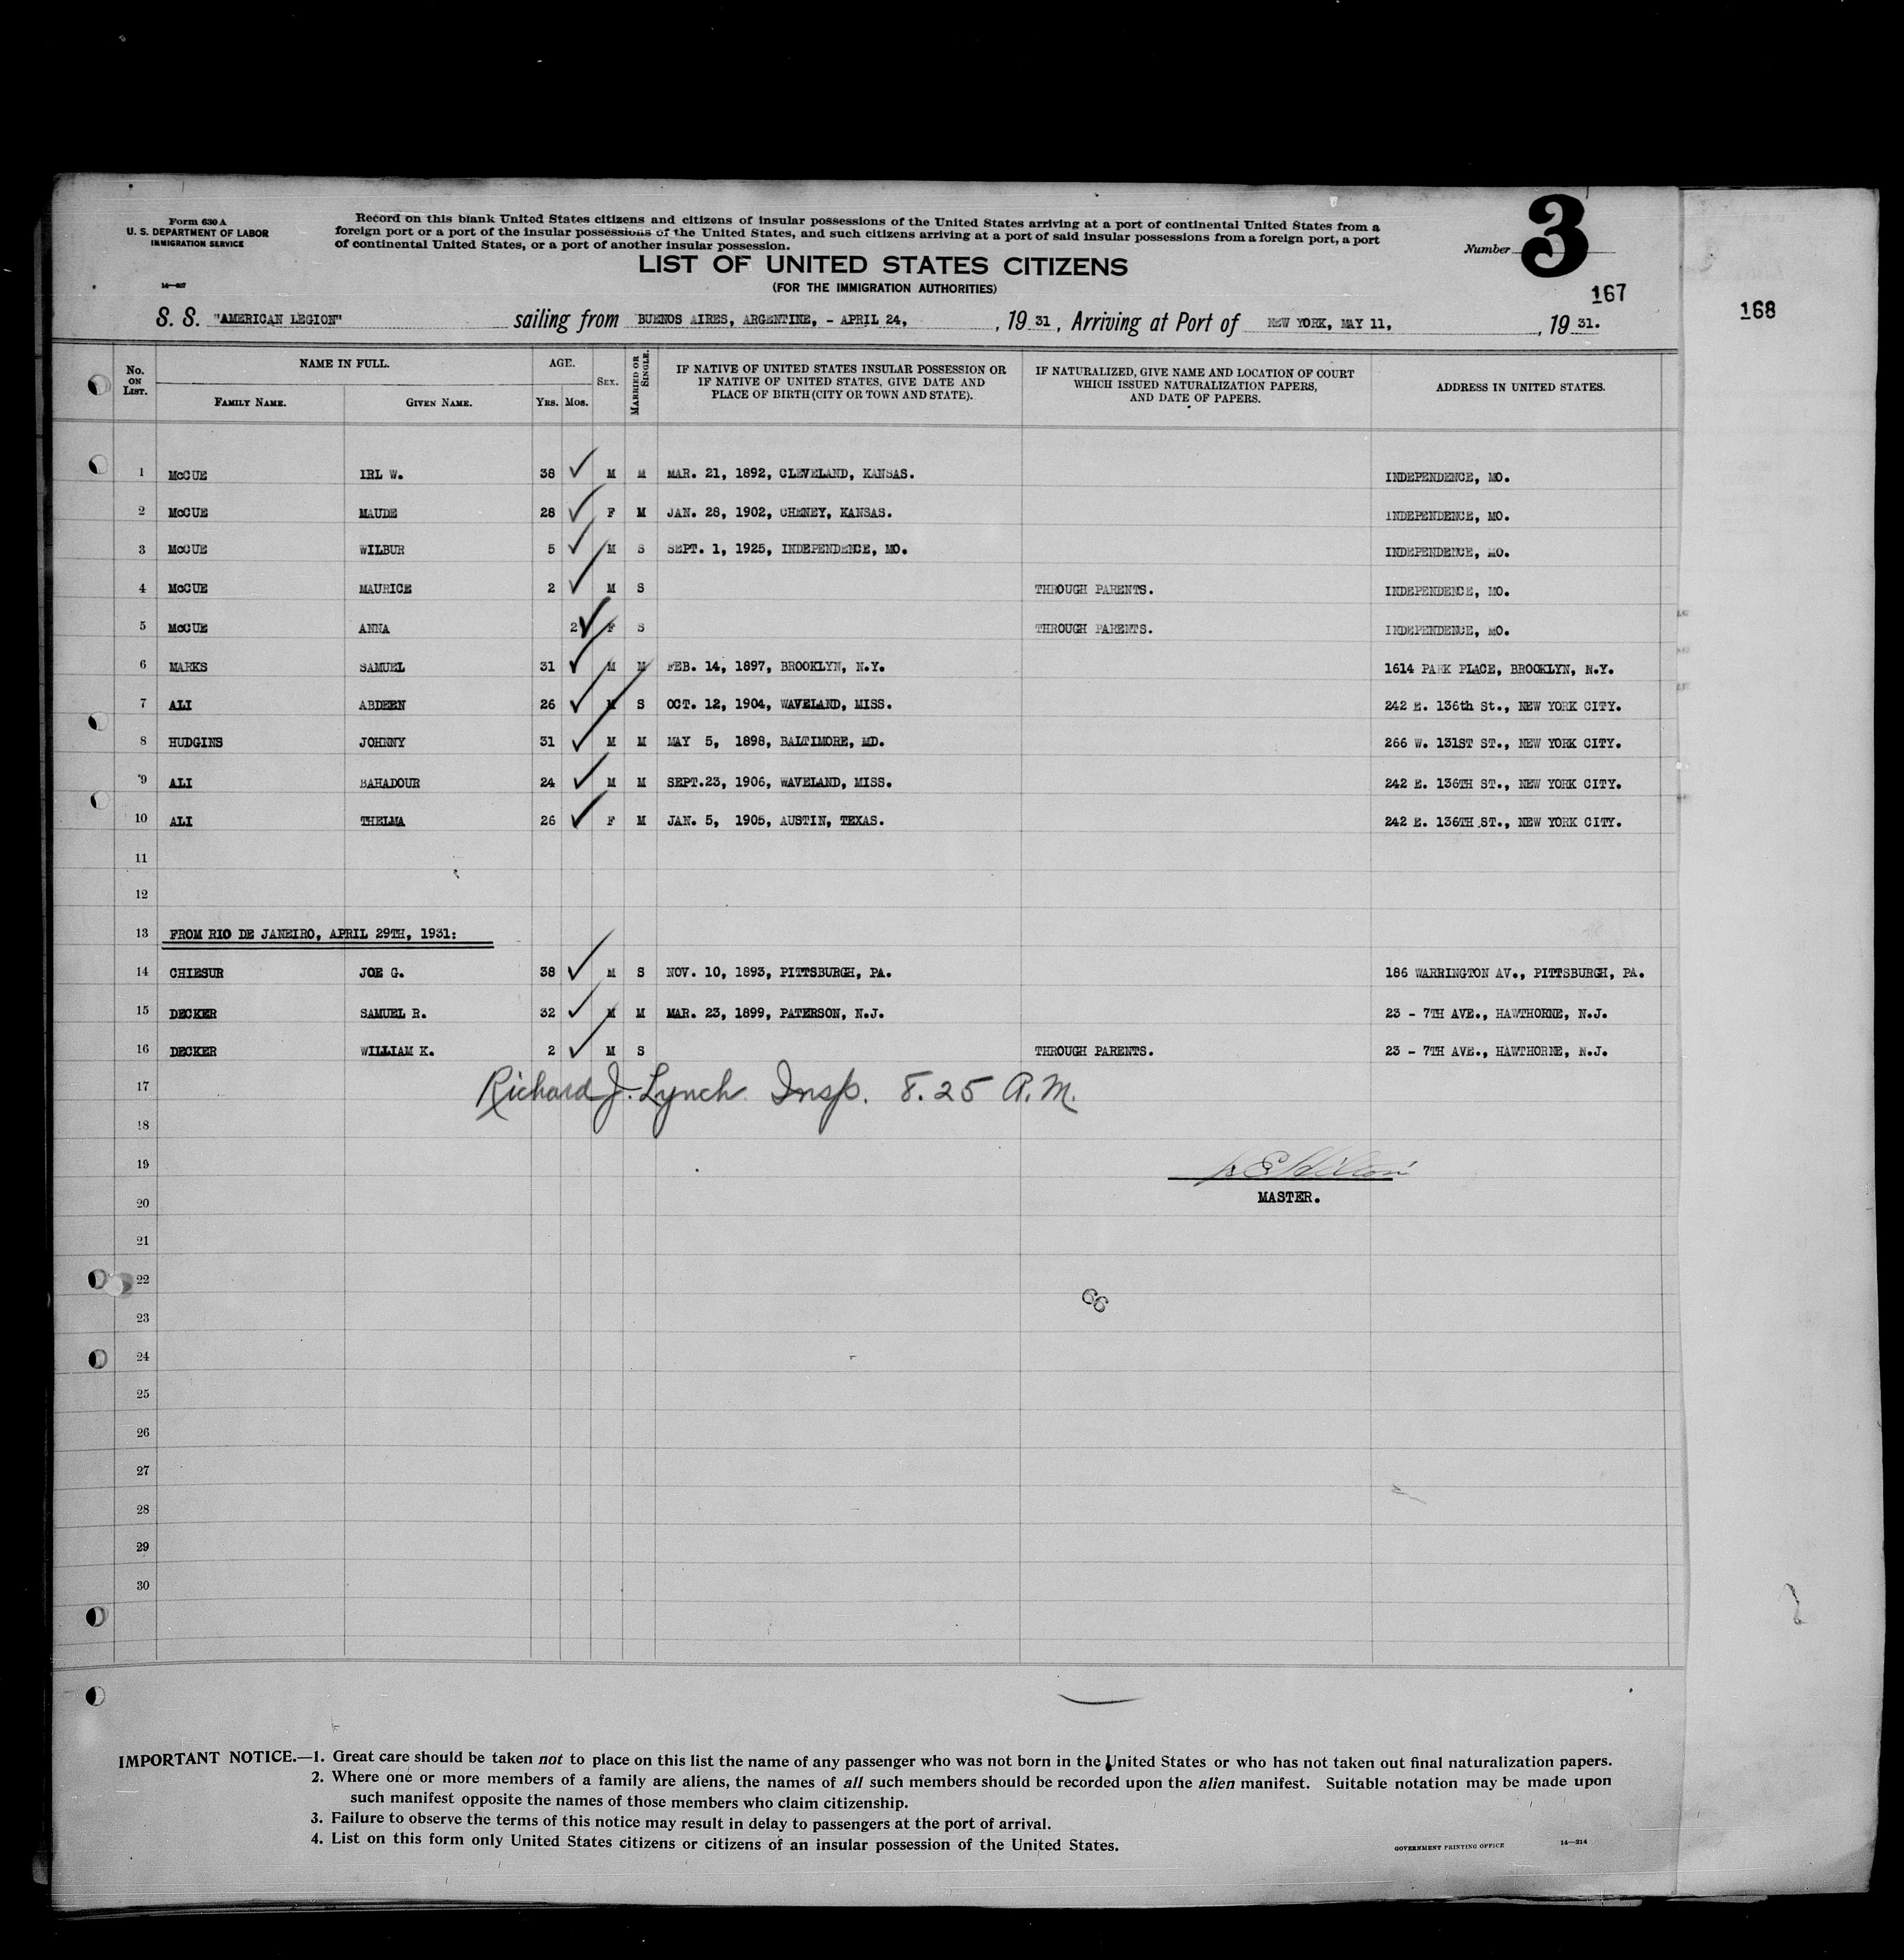 Form 630 A
U. S. DEPARTMENT OF LABOR
IMMIGRATION SERVICE
Record on this blank United States citizens and citizens of insular possessions of the United States arriving at a port of continental United States from a
foreign port or a port of the insular possessions of the United States, and such citizens arriving at a port of said insular possessions from a foreign port, a port
of continental United States, or a port of another insular possession.
Number 3
LIST OF UNITED STATES CITIZENS
(FOR THE IMMIGRATION AUTHORITIES)
167
168
S. S. "AMERICAN LEGION" sailing from BUENOS AIRES, ARGENTINE, - APRIL 24, , 19 31 , Arriving at Port of NEW YORK, MAY 11, , 19 31.
No. ON LIST. NAME IN FULL. FAMILY NAME. GIVEN NAME. AGE. YRS. MOS. SEX. MARRIED OR SINGLE. IF NATIVE OF UNITED STATES INSULAR POSSESSION OR IF NATIVE OF UNITED STATES, GIVE DATE AND PLACE OF BIRTH (CITY OR TOWN AND STATE). IF NATURALIZED, GIVE NAME AND LOCATION OF COURT WHICH ISSUED NATURALIZATION PAPERS, AND DATE OF PAPERS. ADDRESS IN UNITED STATES.
1 McCUE IRL W. 38 M M MAR. 21, 1892, CLEVELAND, KANSAS. INDEPENDENCE, MO.
2 McCUE MAUDE 28 F M JAN. 28, 1902, CHENEY, KANSAS. INDEPENDENCE, MO.
3 McCUE WILBUR 5 M S SEPT. 1, 1925, INDEPENDENCE, MO. INDEPENDENCE, MO.
4 McCUE MAURICE 2 M S THROUGH PARENTS. INDEPENDENCE, MO.
5 McCUE ANNA 2 F S THROUGH PARENTS. INDEPENDENCE, MO.
6 MARKS SAMUEL 31 M M FEB. 14, 1897, BROOKLYN, N.Y. 1614 PARK PLACE, BROOKLYN, N.Y.
7 ALI ABDEEN 26 M S OCT. 12, 1904, WAVELAND, MISS. 242 E. 136th St., NEW YORK CITY.
8 HUDGINS JOHNNY 31 M M MAY 5, 1898, BALTIMORE, MD. 266 W. 131ST ST., NEW YORK CITY.
9 ALI BAHADOUR 24 M M SEPT.23, 1906, WAVELAND, MISS. 242 E. 136TH ST., NEW YORK CITY.
10 ALI THELMA 26 F M JAN. 5, 1905, AUSTIN, TEXAS. 242 E. 136TH ST., NEW YORK CITY.
11
12
13 FROM RIO DE JANEIRO, APRIL 29TH, 1931:
14 CHIESUR JOE G. 38 M S NOV. 10, 1893, PITTSBURGH, PA. 186 WARRINGTON AV., PITTSBURGH, PA.
15 DECKER SAMUEL R. 32 M M MAR. 23, 1899, PATERSON, N.J. 23 - 7TH AVE., HAWTHORNE, N.J.
16 DECKER WILLIAM K. 2 M S THROUGH PARENTS. 23 - 7TH AVE., HAWTHORNE, N.J.
17 Richard J. Lynch Insp. 8.25 A.M.
18
19
MASTER.
20
21
22
66
23
24
25
26
27
28
29
30
IMPORTANT NOTICE.—1. Great care should be taken not to place on this list the name of any passenger who was not born in the United States or who has not taken out final naturalization papers.
2. Where one or more members of a family are aliens, the names of all such members should be recorded upon the alien manifest. Suitable notation may be made upon
such manifest opposite the names of those members who claim citizenship.
3. Failure to observe the terms of this notice may result in delay to passengers at the port of arrival.
4. List on this form only United States citizens or citizens of an insular possession of the United States.
GOVERNMENT PRINTING OFFICE 14—314